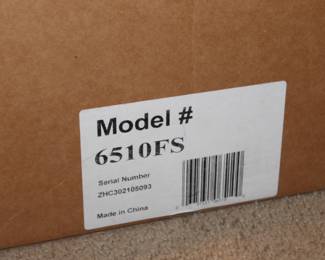 Model #
6510FS
Serial Number
ZHC302105093
Made in China